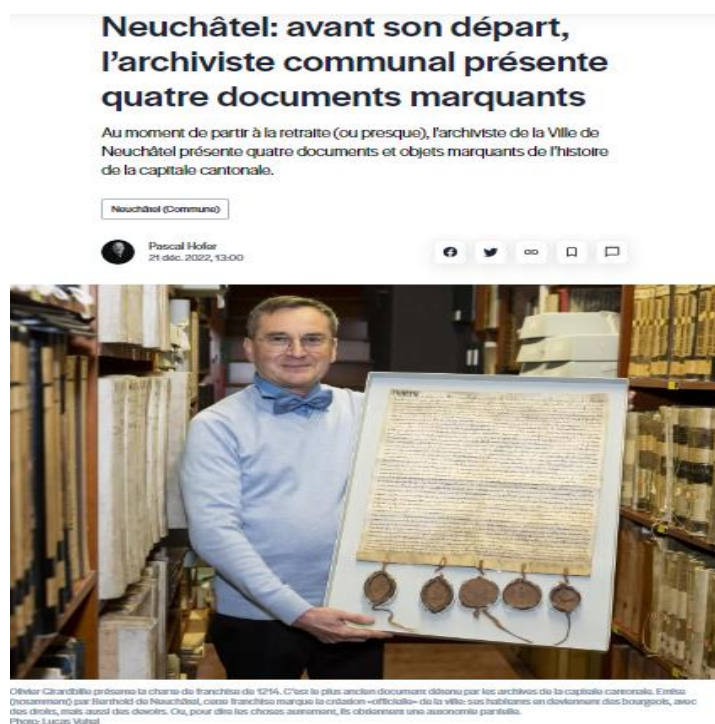 Neuchâtel: avant son départ,
l'archiviste communal présente
quatre documents marquants
Au moment de partir à la retraite (ou presque), l'archiviste de la Ville de
Neuchâtel présente quatre documents et objets marquants de l'histoire
de la capitale cantonale.
Neuchâtel (Commune)
Pascal Hofer
21 déc. 2022, 13:00
Olivier Girardbille présente la charte de franchise de 1214. C'est le plus ancien document détenu par les archives de la capitale cantonale. Emise
(notamment) par Berthold de Neuchâtel, cette franchise marque la création «officielle» de la ville: ses habitants en deviennent des bourgeois, avec
des droits, mais aussi des devoirs. Ou, pour dire les choses autrement, ils obtiennent une autonomie partielle.
Photo: Lucas Vuitel